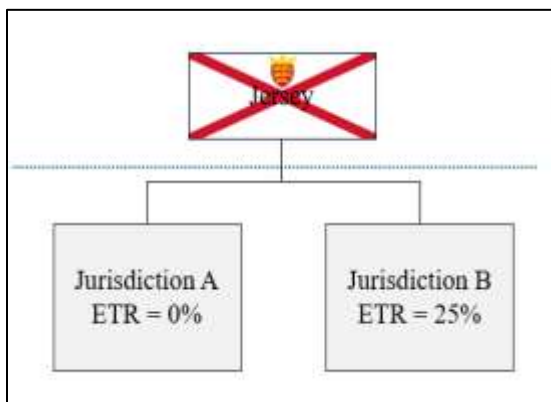 Jersey
Jurisdiction A
ETR = 0%
Jurisdiction B
ETR = 25%